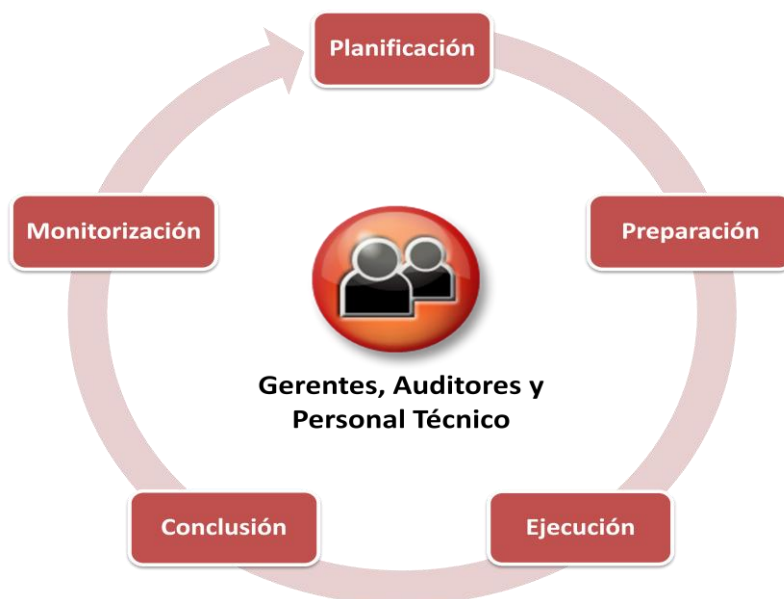 Planificación
Preparación
Ejecución
Conclusión
Monitorización
Gerentes, Auditores y
Personal Técnico